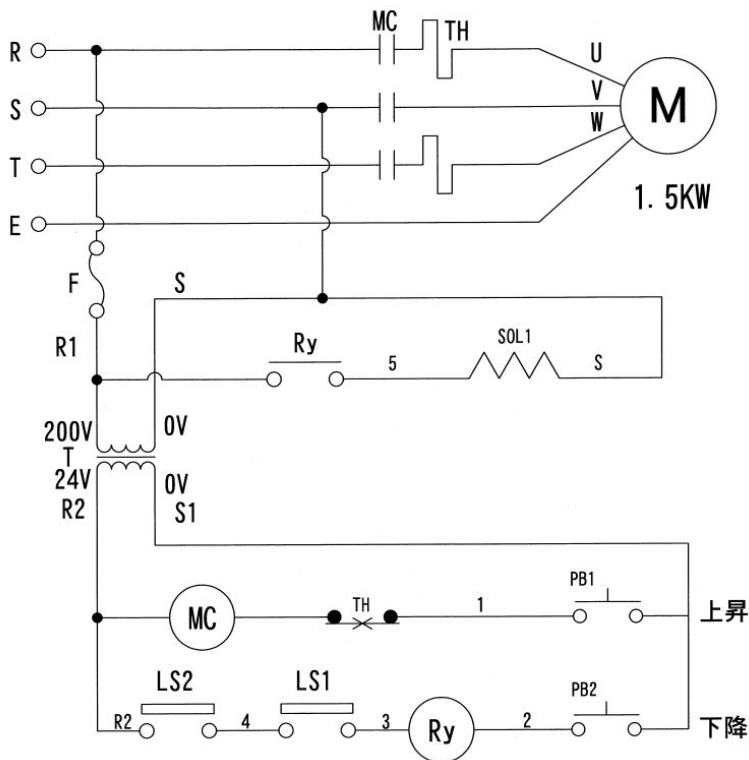 MC TH
R U
S V
T W
E M
1. 5KW
F S
R1 Ry 5 SOL1 S
200V 0V
T
24V 0V
R2 S1
MC TH 1 PB1 上昇
LS2 LS1 PB2
R2 4 3 Ry 2 下降